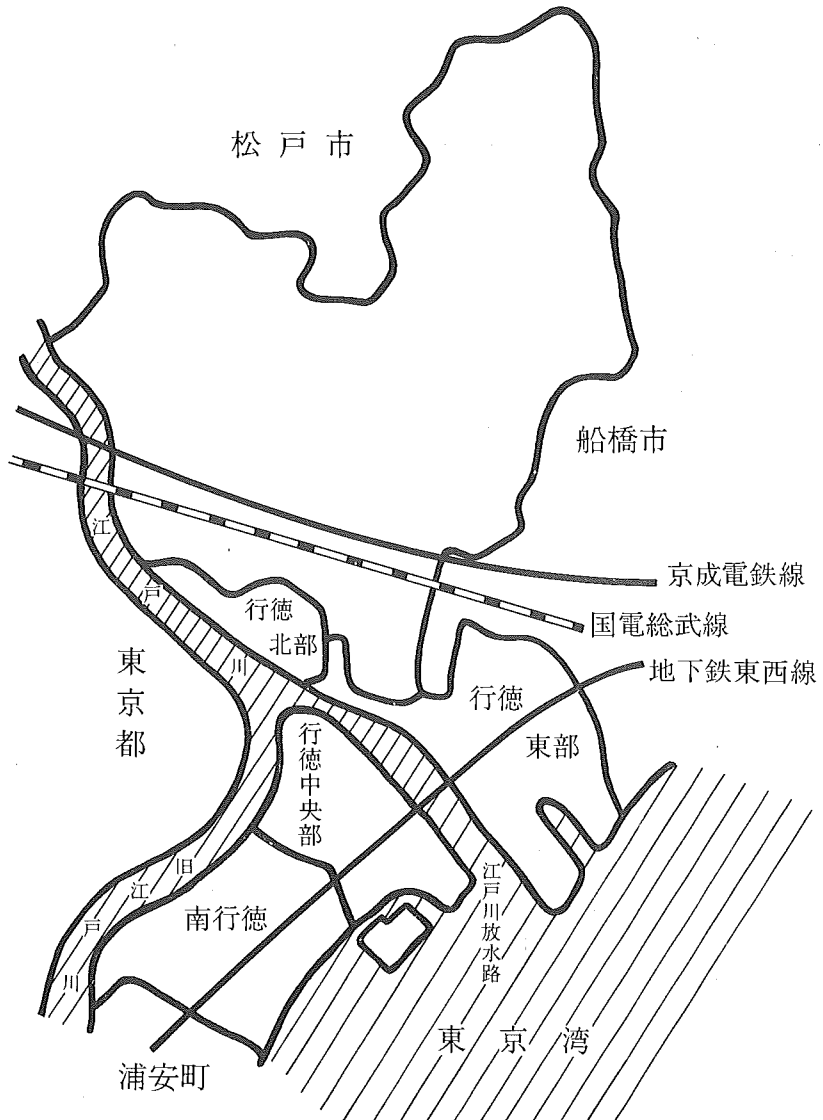 松戸市
船橋市
京成電鉄線
国電総武線
地下鉄東西線
江戸川
行徳
北部
東京都
行徳
東部
行徳中央部
旧江戸川
南行徳
江戸川放水路
東京湾
浦安町